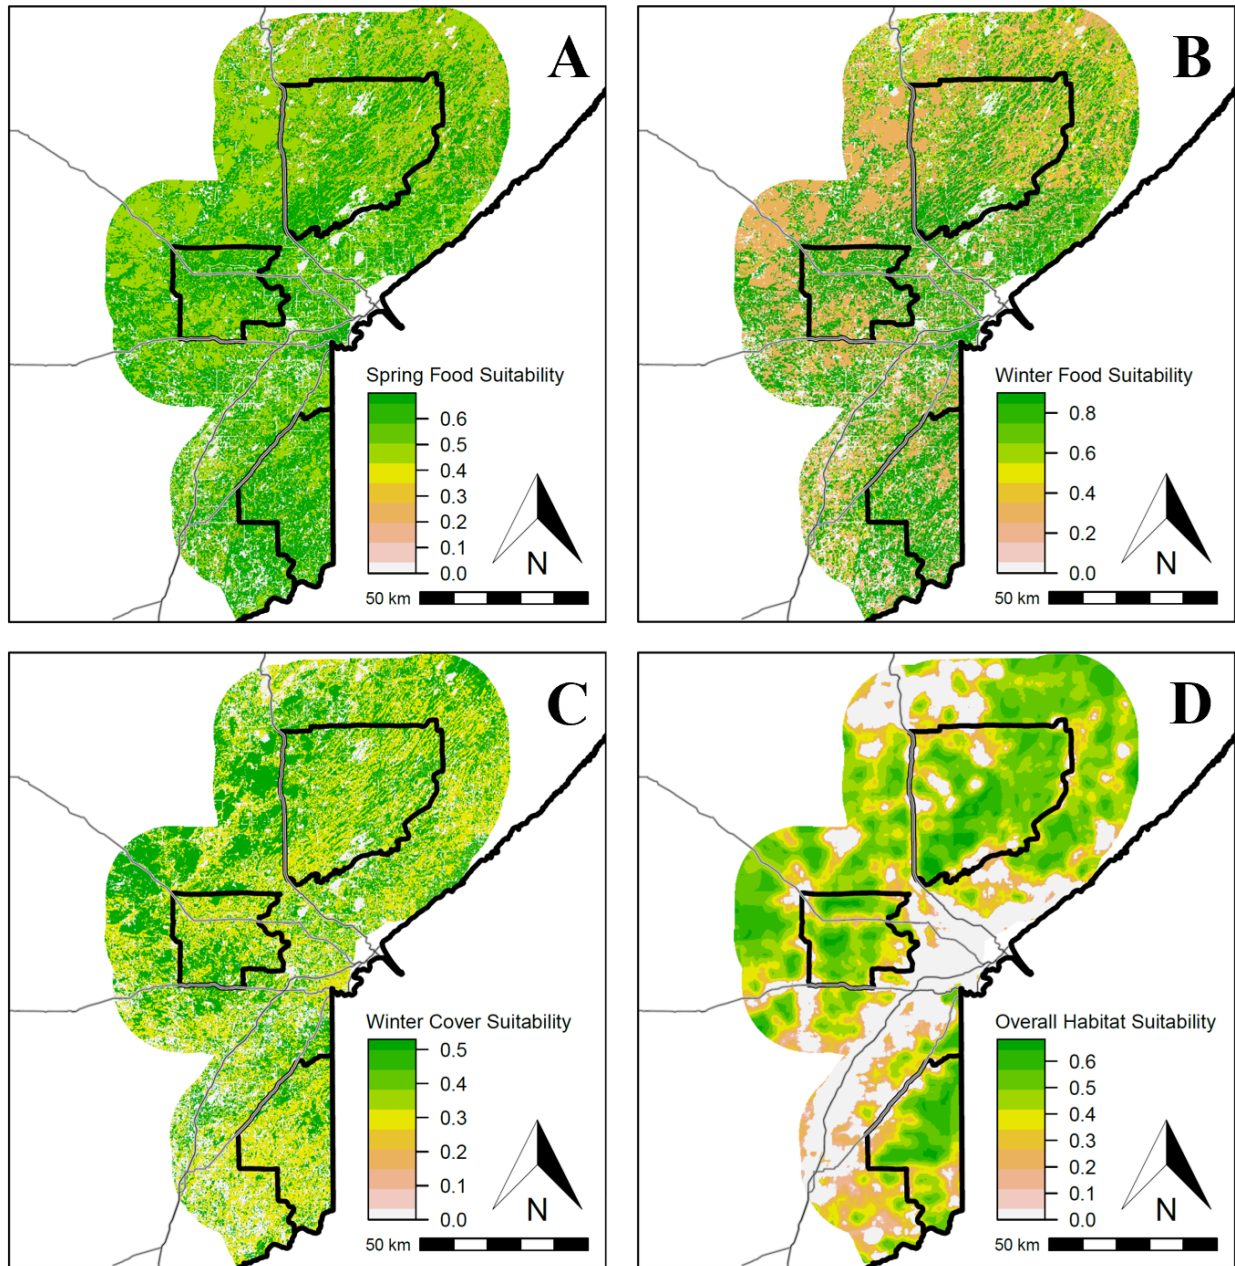 A
Spring Food Suitability
0.6
0.5
0.4
0.3
0.2
0.1
0.0
N
50 km
B
Winter Food Suitability
0.8
0.6
0.4
0.2
0.0
N
50 km
C
Winter Cover Suitability
0.5
0.4
0.3
0.2
0.1
0.0
N
50 km
D
Overall Habitat Suitability
0.6
0.5
0.4
0.3
0.2
0.1
0.0
N
50 km